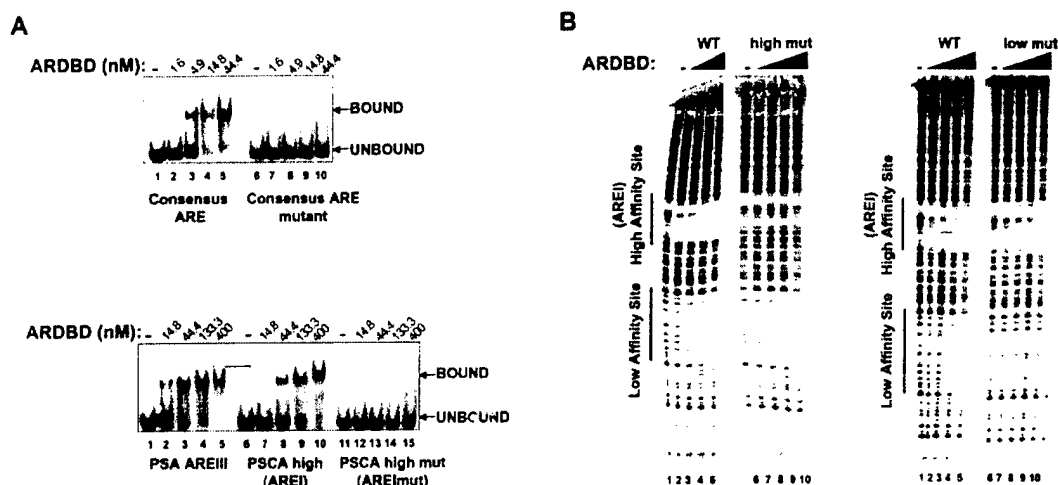 A
ARDBD (nM):
- 1.6 4.9 14.8 44.4 - 1.6 4.9 14.8 44.4
BOUND
UNBOUND
1 2 3 4 5 6 7 8 9 10
Consensus ARE
Consensus ARE mutant
ARDBD (nM):
- 14.8 44.4 133.3 400 - 14.8 44.4 133.3 400 - 14.8 44.4 133.3 400
BOUND
UNBOUND
1 2 3 4 5 6 7 8 9 10 11 12 13 14 15
PSA AREIII
PSCA high (AREI)
PSCA high mut (AREImut)
B
WT high mut
ARDBD: - -
(AREI)
High Affinity Site
Low Affinity Site
1 2 3 4 5 6 7 8 9 10
WT low mut
- -
(AREI)
High Affinity Site
Low Affinity Site
1 2 3 4 5 6 7 8 9 10